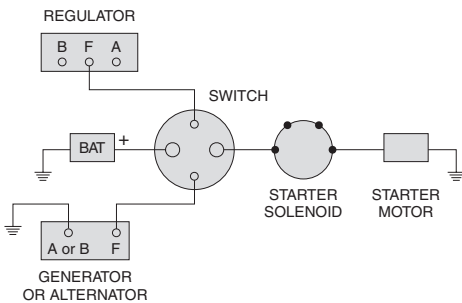 REGULATOR
B F A
SWITCH
BAT +
STARTER
SOLENOID
STARTER
MOTOR
A or B F
GENERATOR
OR ALTERNATOR